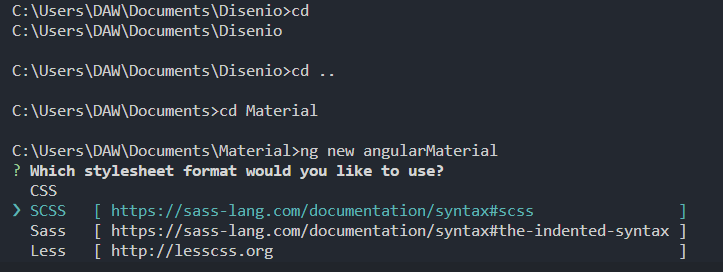 C:\Users\DAW\Documents\Disenio>cd
C:\Users\DAW\Documents\Disenio
C:\Users\DAW\Documents\Disenio>cd ..
C:\Users\DAW\Documents>cd Material
C:\Users\DAW\Documents\Material>ng new angularMaterial
? Which stylesheet format would you like to use?
CSS
❯ SCSS [ https://sass-lang.com/documentation/syntax#scss ]
Sass [ https://sass-lang.com/documentation/syntax#the-indented-syntax ]
Less [ http://lesscss.org ]